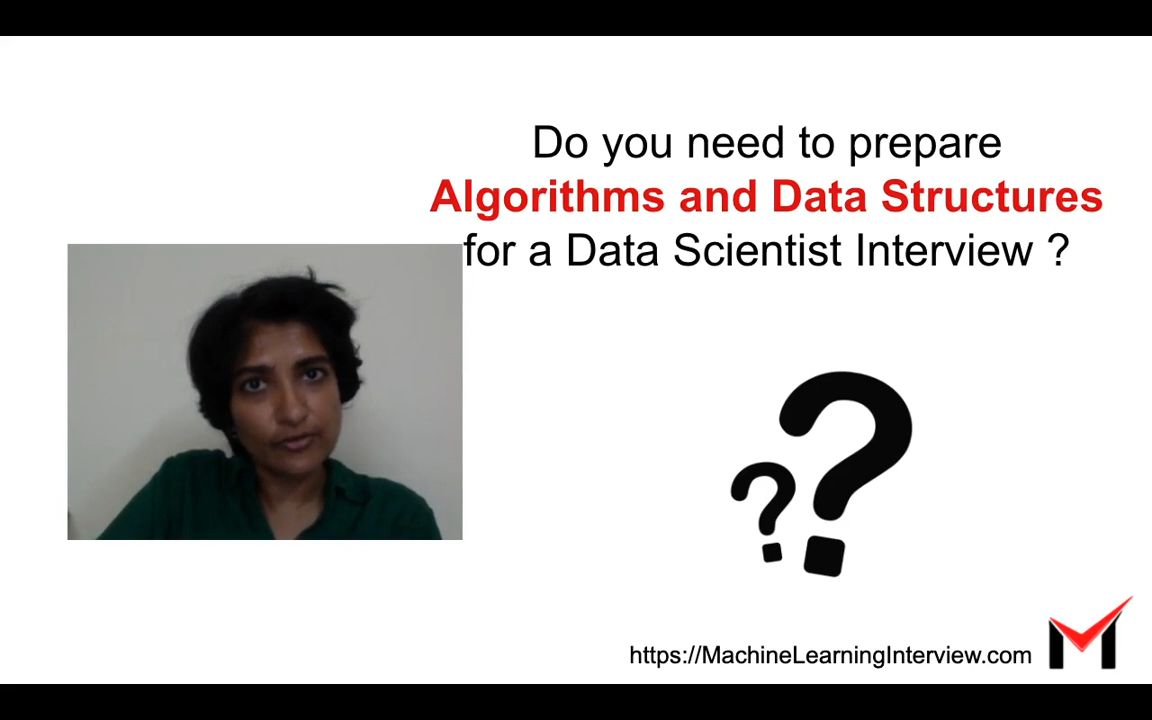 Do you need to prepare
Algorithms and Data Structures
for a Data Scientist Interview ?
??
https://MachineLearningInterview.com